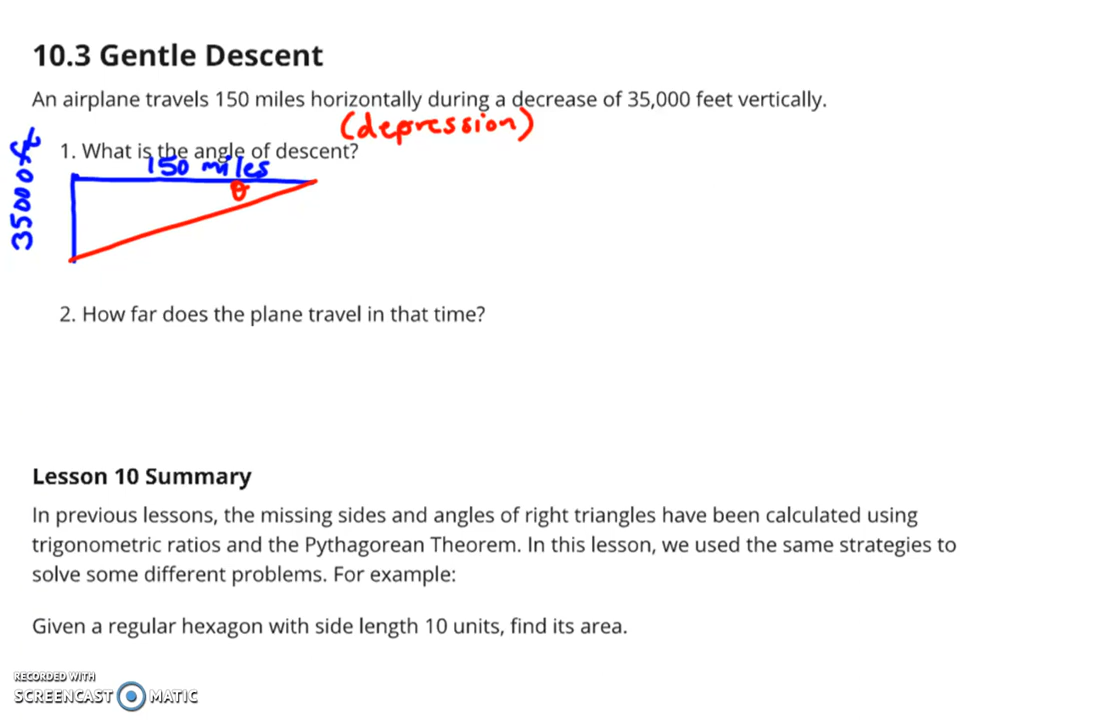 10.3 Gentle Descent
An airplane travels 150 miles horizontally during a decrease of 35,000 feet vertically.
(depression)
1. What is the angle of descent?
150 miles
35000ft
θ
2. How far does the plane travel in that time?
Lesson 10 Summary
In previous lessons, the missing sides and angles of right triangles have been calculated using
trigonometric ratios and the Pythagorean Theorem. In this lesson, we used the same strategies to
solve some different problems. For example:
Given a regular hexagon with side length 10 units, find its area.
RECORDED WITH
SCREENCAST MATIC